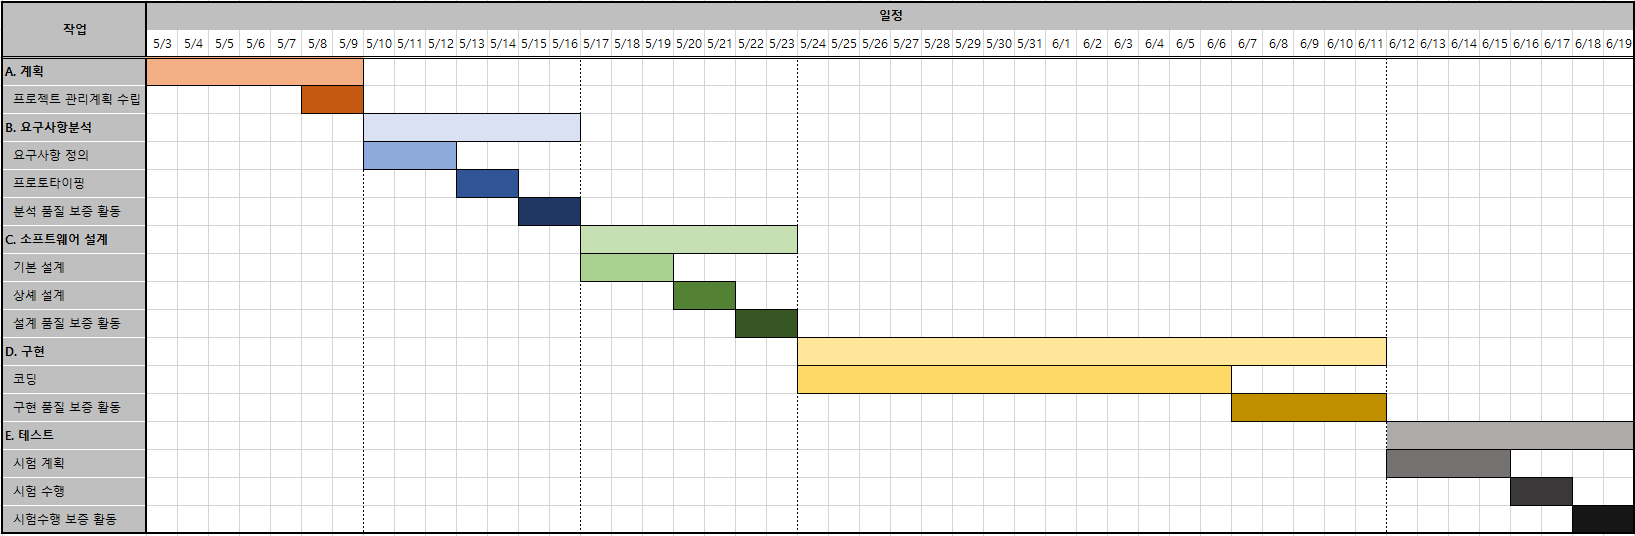 작업
일정
5/3 5/4 5/5 5/6 5/7 5/8 5/9 5/10 5/11 5/12 5/13 5/14 5/15 5/16 5/17 5/18 5/19 5/20 5/21 5/22 5/23 5/24 5/25 5/26 5/27 5/28 5/29 5/30 5/31 6/1 6/2 6/3 6/4 6/5 6/6 6/7 6/8 6/9 6/10 6/11 6/12 6/13 6/14 6/15 6/16 6/17 6/18 6/19
A. 계획
프로젝트 관리계획 수립
B. 요구사항분석
요구사항 정의
프로토타이핑
분석 품질 보증 활동
C. 소프트웨어 설계
기본 설계
상세 설계
설계 품질 보증 활동
D. 구현
코딩
구현 품질 보증 활동
E. 테스트
시험 계획
시험 수행
시험수행 보증 활동